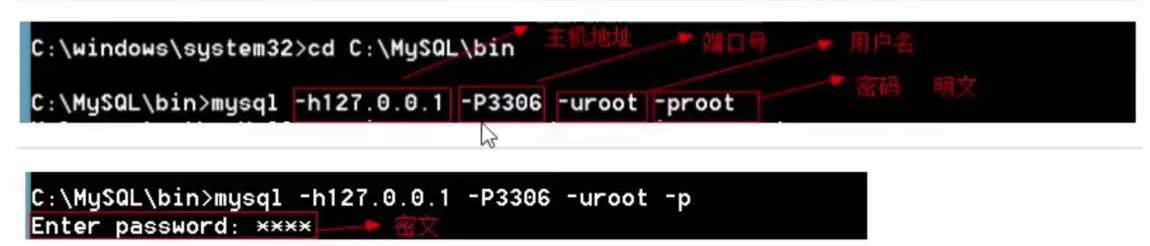 C:\windows\system32>cd C:\MySQL\bin
主机地址
端口号
用户名
密码 明文
C:\MySQL\bin>mysql -h127.0.0.1 -P3306 -uroot -proot
C:\MySQL\bin>mysql -h127.0.0.1 -P3306 -uroot -p
Enter password: ****
密文